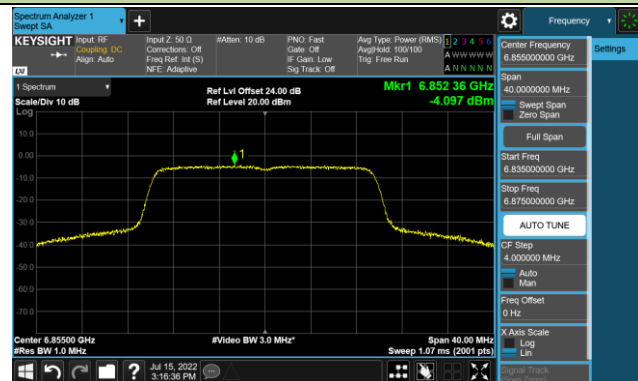 Spectrum Analyzer 1
Swept SA
Frequency
KEYSIGHT
Input: RF
Coupling: DC
Align: Auto
Input Z: 50 Ω
Corrections: Off
Freq Ref: Int (S)
NFE: Adaptive
#Atten: 10 dB
PNO: Fast
Gate: Off
IF Gain: Low
Sig Track: Off
Avg Type: Power (RMS)
Avg|Hold: 100/100
Trig: Free Run
1 2 3 4 5 6
A W W W W W
A N N N N N
LXI
1 Spectrum
Scale/Div 10 dB
Log
Ref Lvl Offset 24.00 dB
Ref Level 20.00 dBm
Mkr1 6.852 36 GHz
-4.097 dBm
1
10.0
0.00
-10.0
-20.0
-30.0
-40.0
-50.0
-60.0
-70.0
Center 6.85500 GHz
#Res BW 1.0 MHz
#Video BW 3.0 MHz*
Span 40.00 MHz
Sweep 1.07 ms (2001 pts)
Jul 15, 2022
3:16:36 PM
Center Frequency
6.855000000 GHz
Settings
Span
40.0000000 MHz
Swept Span
Zero Span
Full Span
Start Freq
6.835000000 GHz
Stop Freq
6.875000000 GHz
AUTO TUNE
CF Step
4.000000 MHz
Auto
Man
Freq Offset
0 Hz
X Axis Scale
Log
Lin
Signal Track